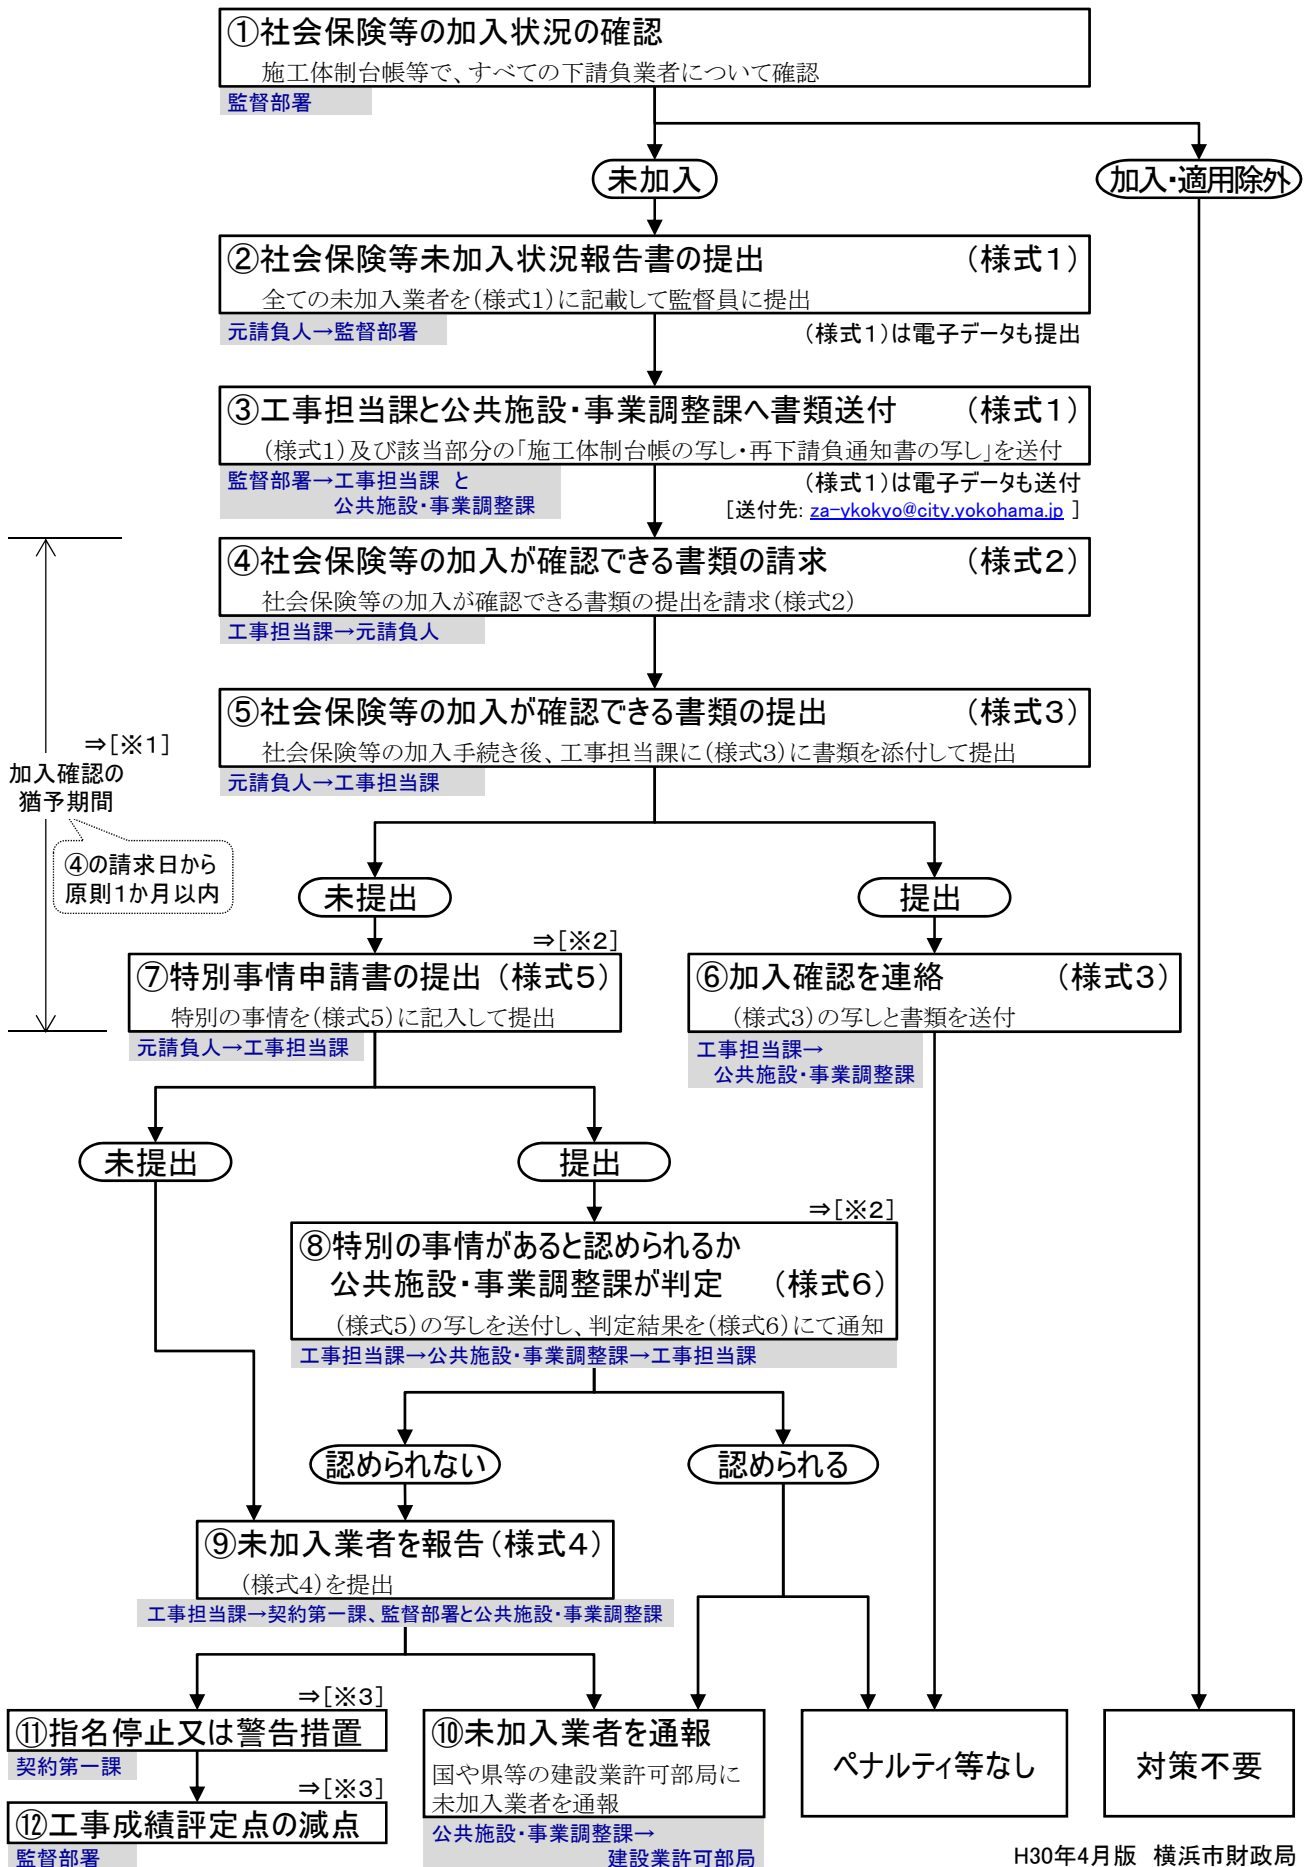 ①社会保険等の加入状況の確認
施工体制台帳等で、すべての下請負業者について確認
監督部署
未加入
加入・適用除外
②社会保険等未加入状況報告書の提出 (様式1)
全ての未加入業者を(様式1)に記載して監督員に提出
元請負人→監督部署
(様式1)は電子データも提出
③工事担当課と公共施設・事業調整課へ書類送付 (様式1)
(様式1)及び該当部分の「施工体制台帳の写し・再下請負通知書の写し」を送付
監督部署→工事担当課 と
公共施設・事業調整課
(様式1)は電子データも送付
[送付先: za-ykokyo@city.yokohama.jp ]
④社会保険等の加入が確認できる書類の請求 (様式2)
社会保険等の加入が確認できる書類の提出を請求(様式2)
工事担当課→元請負人
⑤社会保険等の加入が確認できる書類の提出 (様式3)
社会保険等の加入手続き後、工事担当課に(様式3)に書類を添付して提出
元請負人→工事担当課
⇒[※1]
加入確認の
猶予期間
④の請求日から
原則1か月以内
未提出
提出
⇒[※2]
⑦特別事情申請書の提出 (様式5)
特別の事情を(様式5)に記入して提出
元請負人→工事担当課
⑥加入確認を連絡 (様式3)
(様式3)の写しと書類を送付
工事担当課→
公共施設・事業調整課
未提出
提出
⇒[※2]
⑧特別の事情があると認められるか
公共施設・事業調整課が判定 (様式6)
(様式5)の写しを送付し、判定結果を(様式6)にて通知
工事担当課→公共施設・事業調整課→工事担当課
認められない
認められる
⑨未加入業者を報告(様式4)
(様式4)を提出
工事担当課→契約第一課、監督部署と公共施設・事業調整課
⇒[※3]
⑪指名停止又は警告措置
契約第一課
⇒[※3]
⑫工事成績評定点の減点
監督部署
⑩未加入業者を通報
国や県等の建設業許可部局に
未加入業者を通報
公共施設・事業調整課→
建設業許可部局
ペナルティ等なし
対策不要
H30年4月版 横浜市財政局